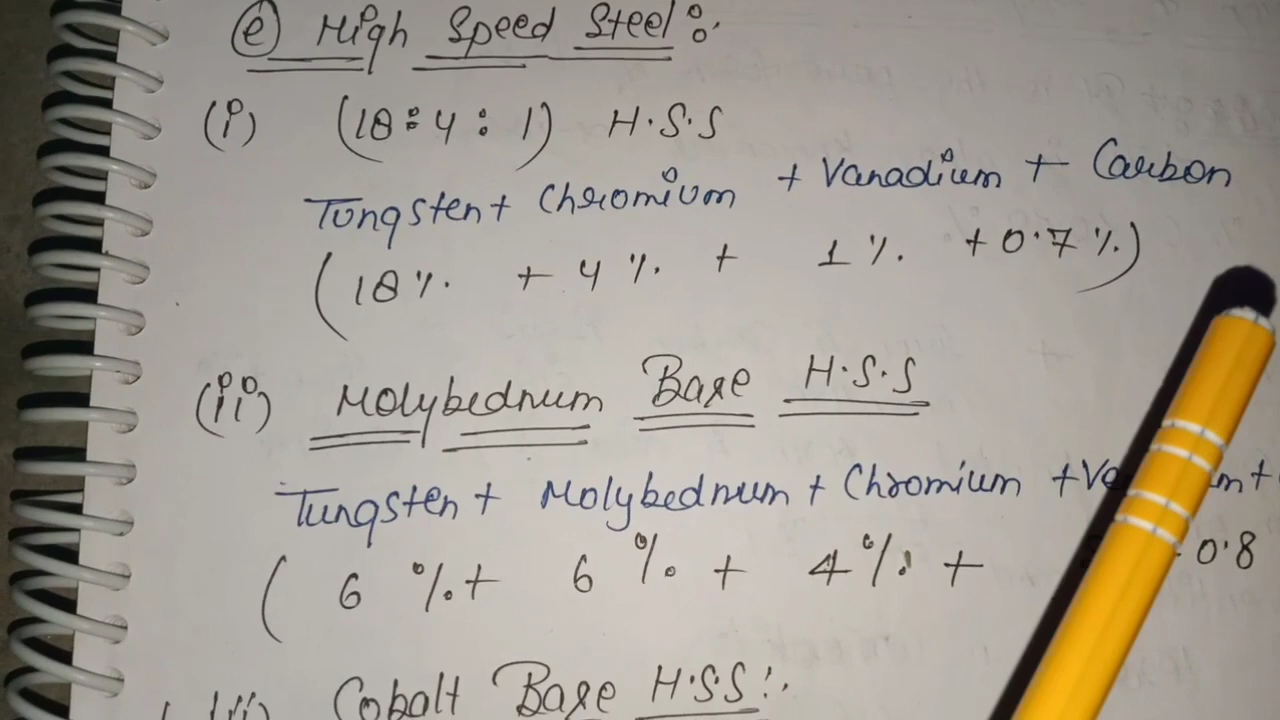 (e) High Speed Steel :.
(i) (18 : 4 : 1) H.S.S
Tungsten + Chromium + Vanadium + Carbon
(18 % + 4 % + 1 % + 0.7 %)
(ii) Molybednum Base H.S.S
Tungsten + Molybednum + Chromium +
( 6 % + 6 % + 4 % + 0.8
(iii) Cobalt Base H.S.S :.